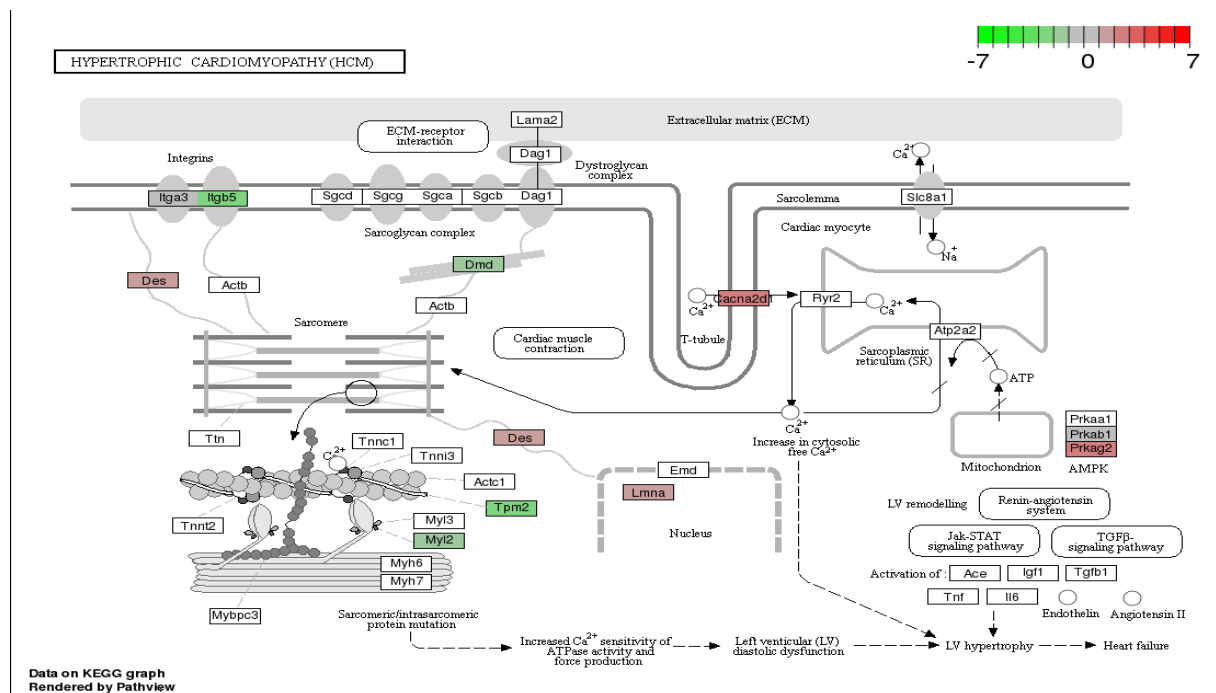 -7 0 7
HYPERTROPHIC CARDIOMYOPATHY (HCM)
Lama2
Extracellular matrix (ECM)
ECM-receptor
interaction
Dag1
Dystroglycan
complex
Integrins
Ca2+
Itga3 Itgb5
Sgcd Sgcg Sgca Sgcb Dag1
Sarcolemma
Slc8a1
Sarcoglycan complex
Cardiac myocyte
Na+
Des
Actb
Dmd
Actb
Ca2+
Cacna2d1
Ryr2
Ca2+
Sarcomere
T-tubule
Atp2a2
Cardiac muscle
contraction
Sarcoplasmic
reticulum (SR)
ATP
Ca2+
Increase in cytosolic
free Ca2+
Mitochondrion
Prkaa1
Prkab1
Prkag2
AMPK
Ttn
Tnnc1
Ca2+
Tnni3
Des
Actc1
Emd
Lmna
Tpm2
Tnnt2
Myl3
Myl2
Nucleus
Myh6
Myh7
Mybpc3
LV remodelling
Renin-angiotensin
system
Jak-STAT
signaling pathway
TGFβ-
signaling pathway
Activation of :
Ace
Igf1
Tgfb1
Tnf
Il6
Endothelin
Angiotensin II
Sarcomeric/intrasarcomeric
protein mutation
Increased Ca2+ sensitivity of
ATPase activity and
force production
Left venticular (LV)
diastolic dysfunction
LV hypertrophy
Heart failure
Data on KEGG graph
Rendered by Pathview